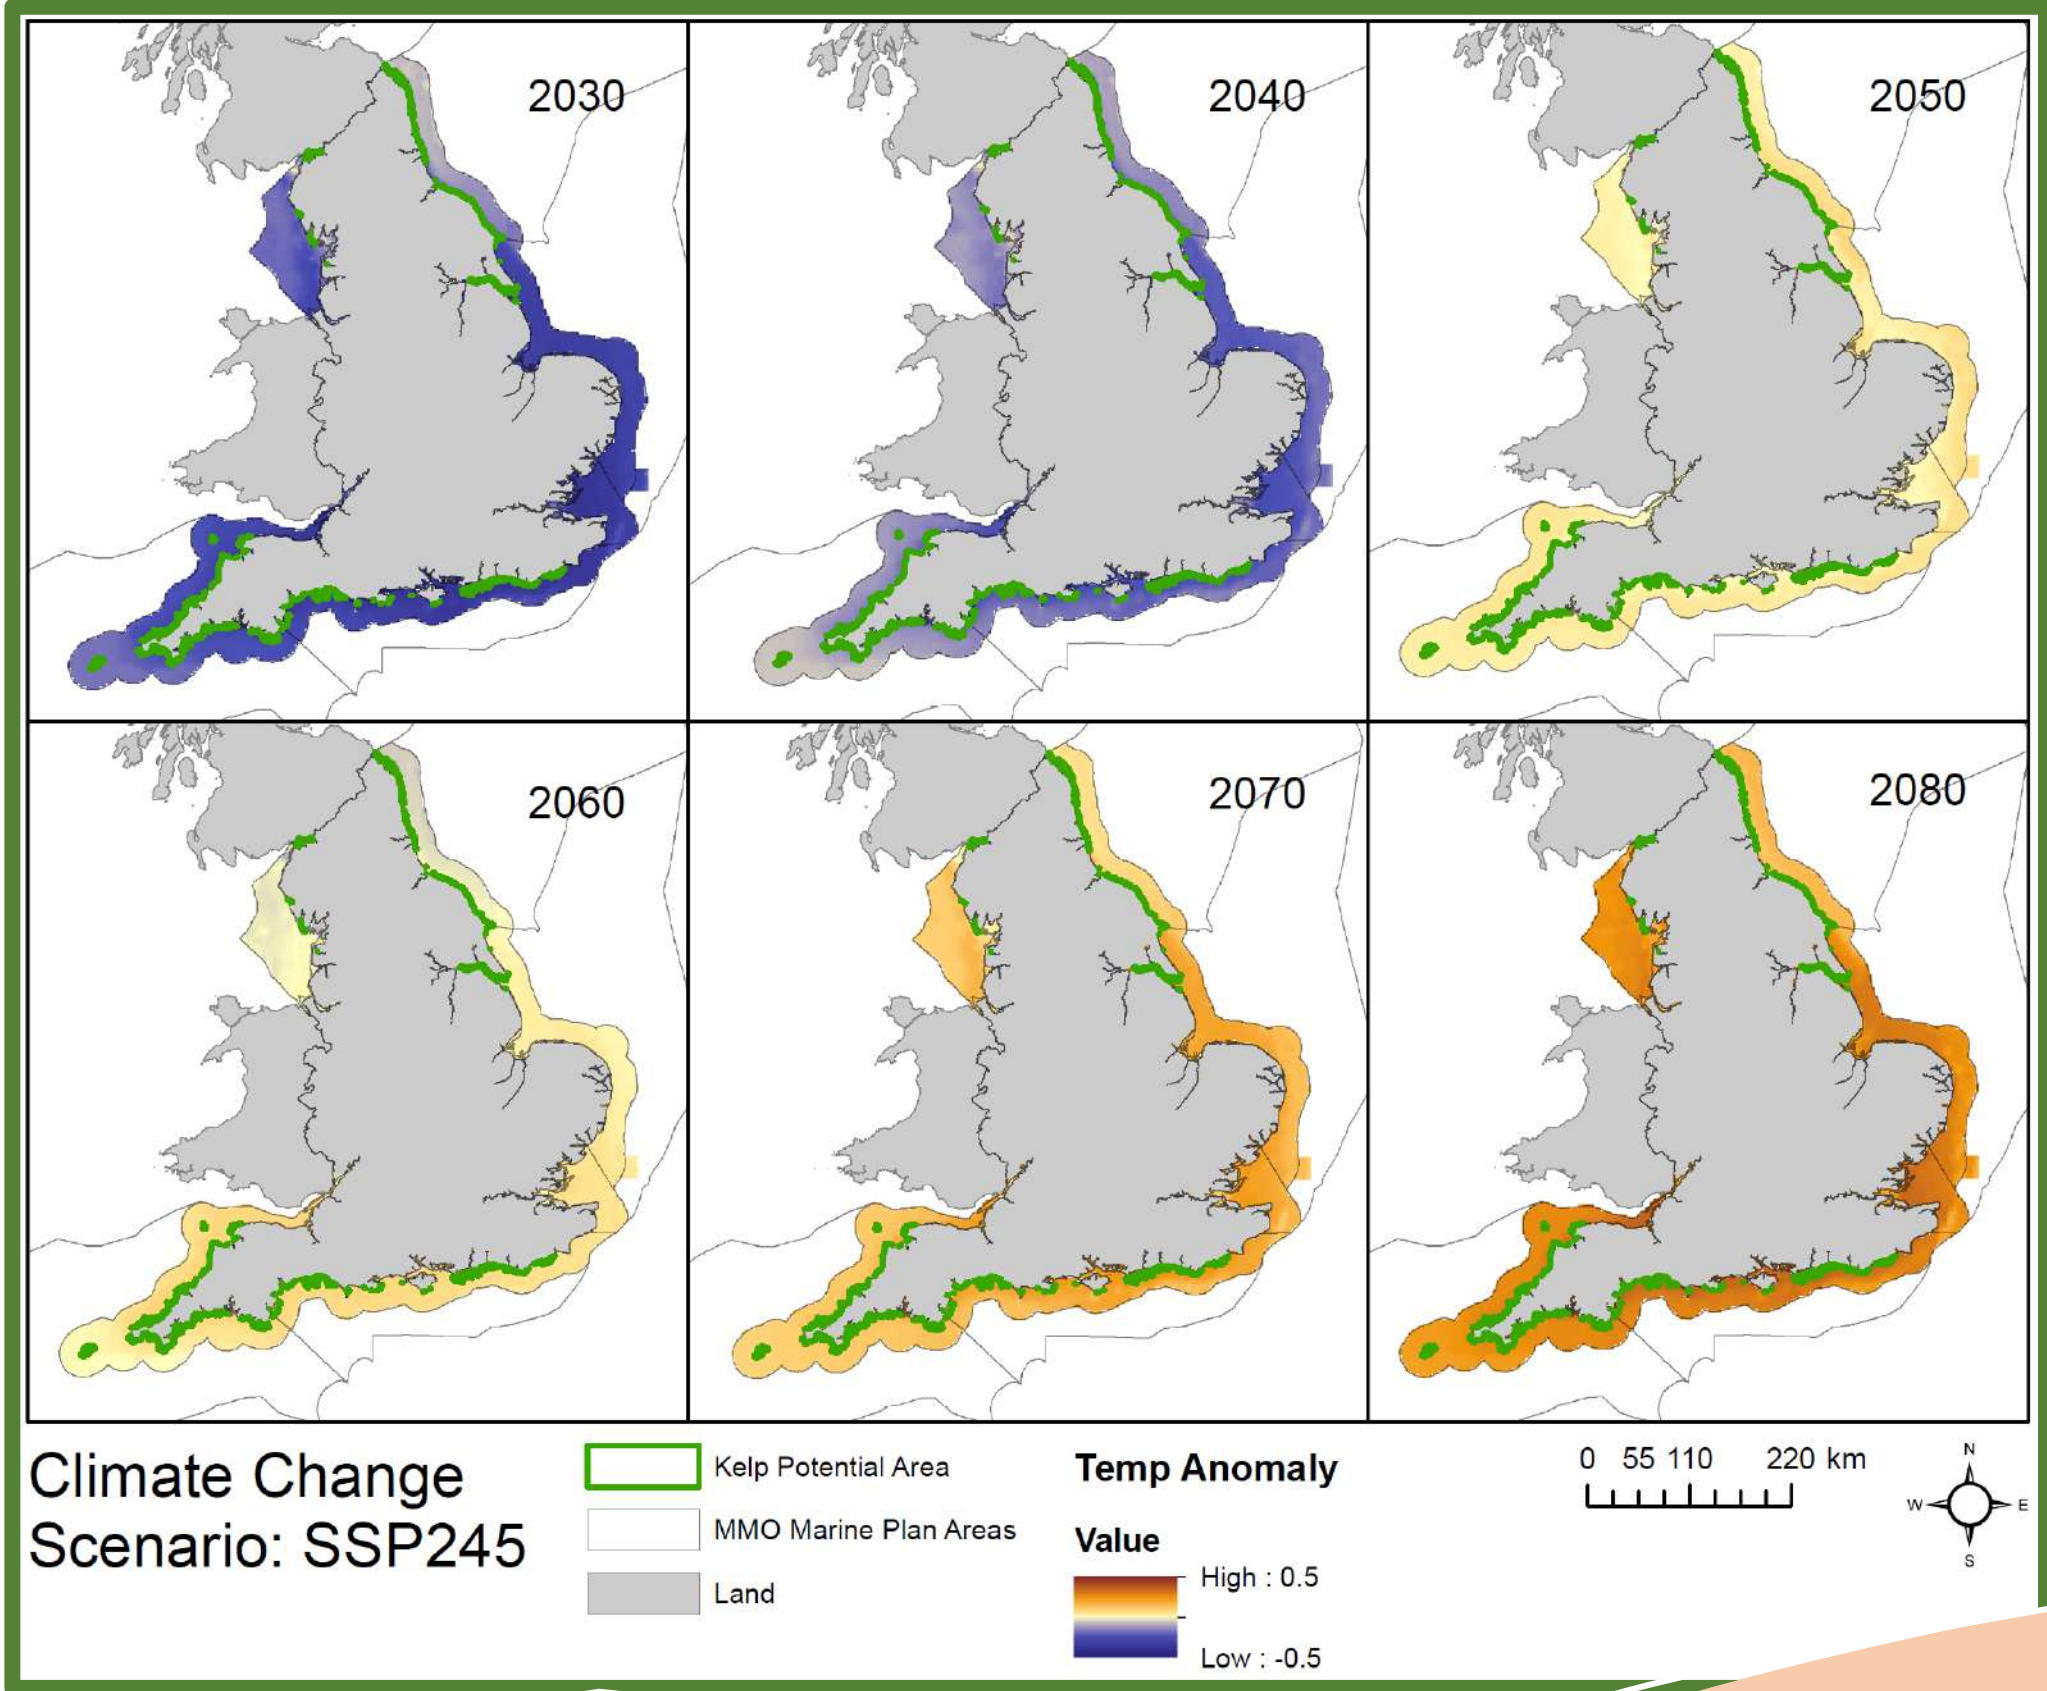 2030
2040
2050
2060
2070
2080
Climate Change
Scenario: SSP245
Kelp Potential Area
MMO Marine Plan Areas
Land
Temp Anomaly
Value
High : 0.5
Low : -0.5
0 55 110 220 km
N
W E
S